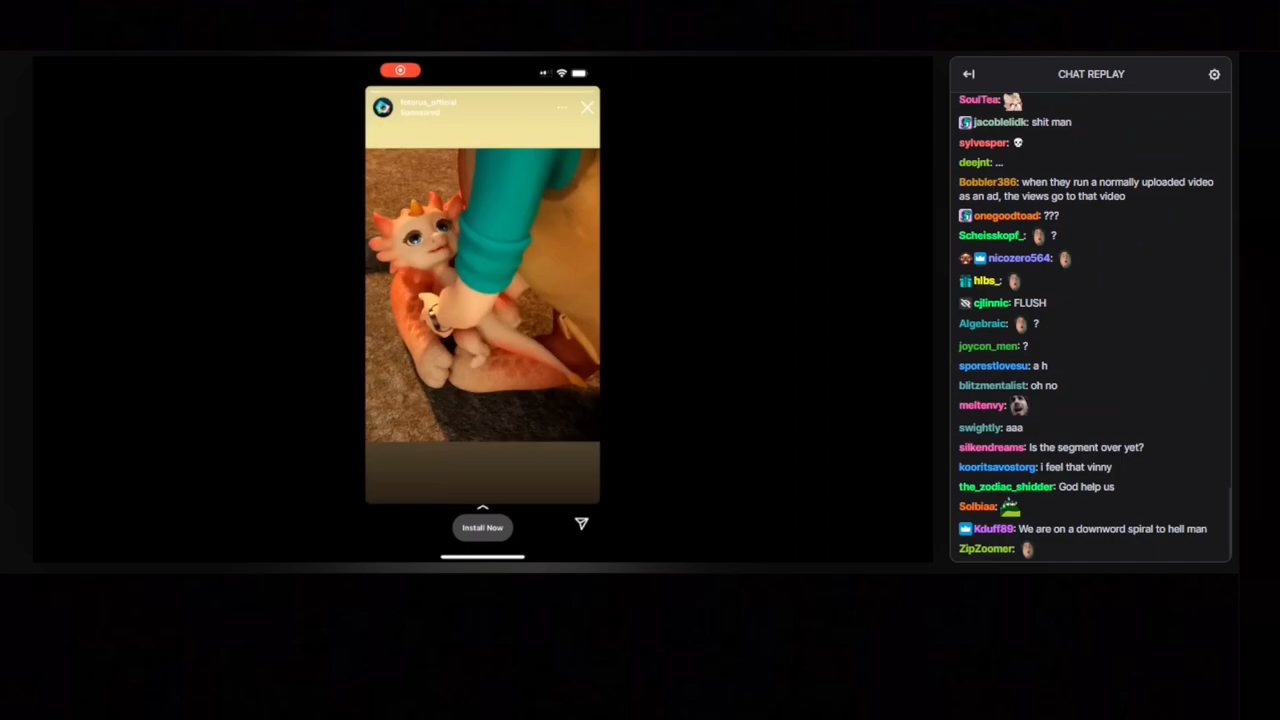 fotorus_official
Sponsored
Install Now
CHAT REPLAY
SoulTea:
jacoblelidk: shit man
sylvesper: 💀
deejnt: ...
Bobbler386: when they run a normally uploaded video
as an ad, the views go to that video
onegoodtoad: ???
Scheisskopf_: ?
nicozero564:
hlbs_:
cjlinnic: FLUSH
Algebraic: ?
joycon_men: ?
sporestlovesu: a h
blitzmentalist: oh no
meltenvy:
swightly: aaa
silkendreams: Is the segment over yet?
kooritsavostorg: i feel that vinny
the_zodiac_shidder: God help us
Solbiaa:
Kduff89: We are on a downword spiral to hell man
ZipZoomer: